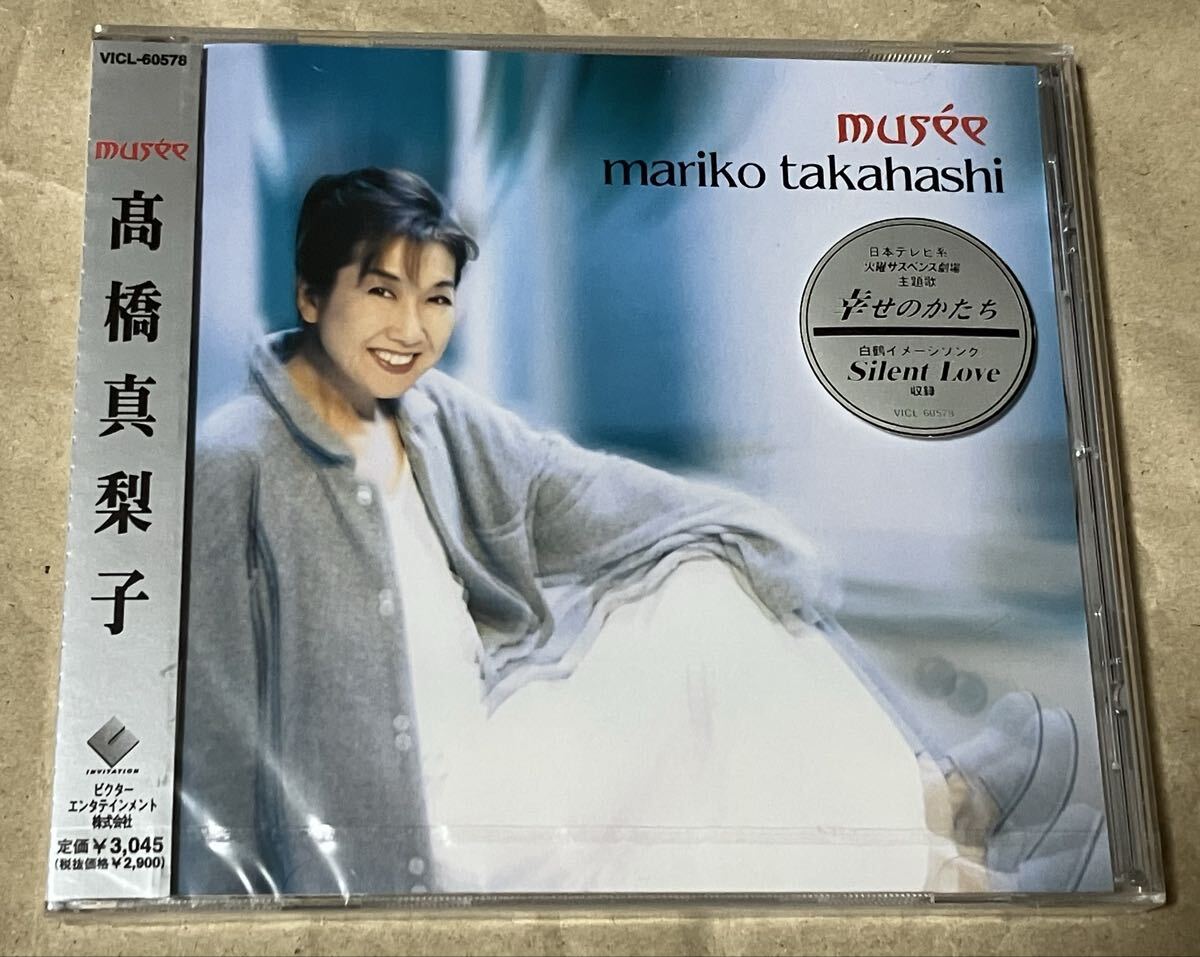 VICL-60578
musée
髙橋真梨子
INVITATION
ビクター
エンタテインメント
株式会社
定価￥3,045
(税抜価格￥2,900)
musée
mariko takahashi
日本テレビ系
火曜サスペンス劇場
主題歌
幸せのかたち
白鶴イメージソング
Silent Love
収録
VICL 60578